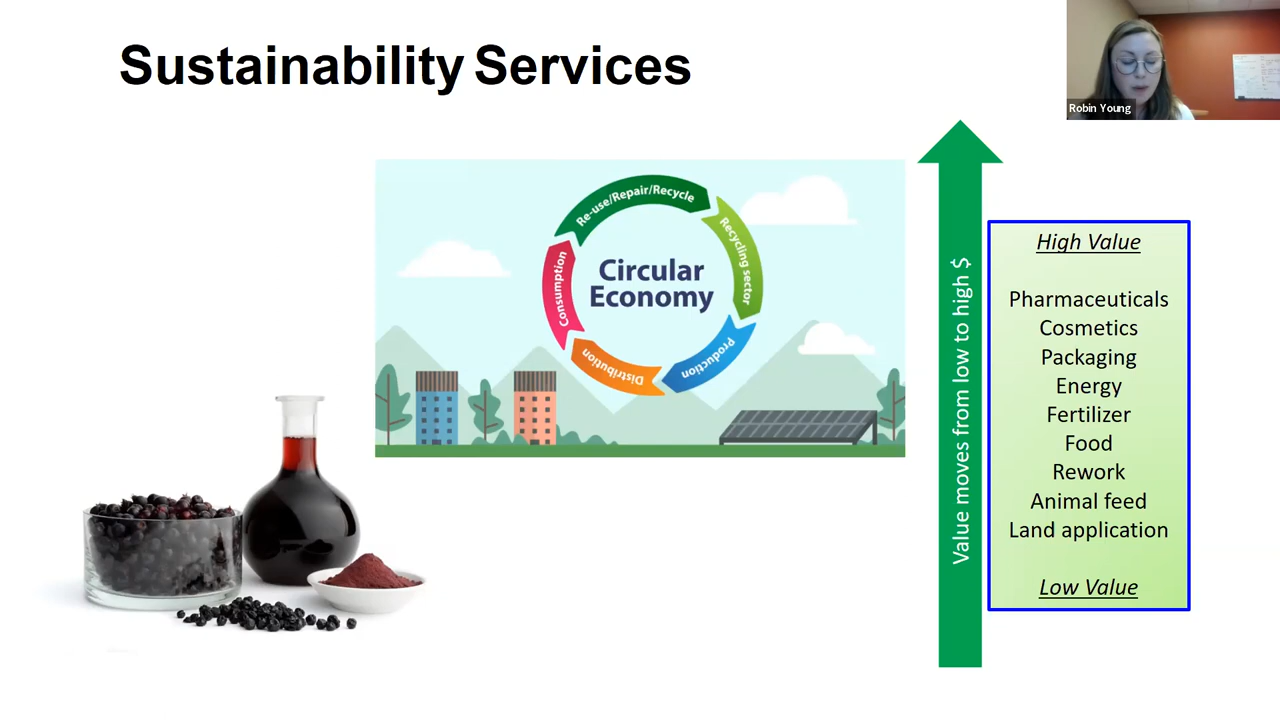 Sustainability Services
Robin Young
Re-use/Repair/Recycle
Recycling sector
Production
Distribution
Consumption
Circular
Economy
Value moves from low to high $
High Value
Pharmaceuticals
Cosmetics
Packaging
Energy
Fertilizer
Food
Rework
Animal feed
Land application
Low Value